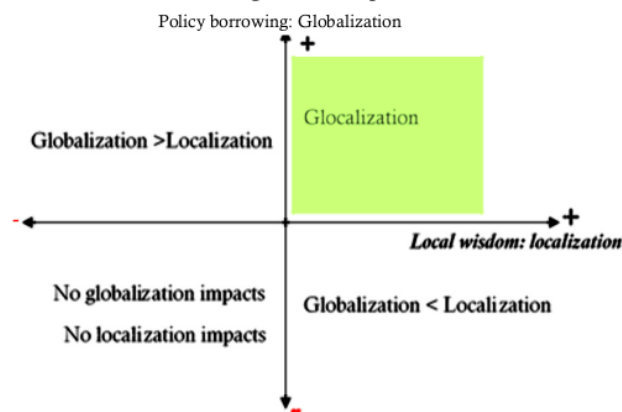 Policy borrowing: Globalization
+
Glocalization
Globalization >Localization
- +
Local wisdom: localization
No globalization impacts
Globalization < Localization
No localization impacts
-